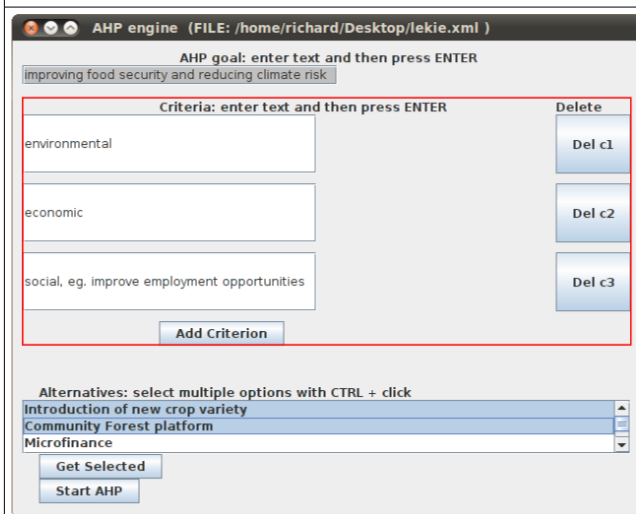 AHP engine (FILE: /home/richard/Desktop/lekie.xml )
AHP goal: enter text and then press ENTER
improving food security and reducing climate risk
Criteria: enter text and then press ENTER Delete
environmental Del c1
economic Del c2
social, eg. improve employment opportunities Del c3
Add Criterion
Alternatives: select multiple options with CTRL + click
Introduction of new crop variety
Community Forest platform
Microfinance
Get Selected
Start AHP